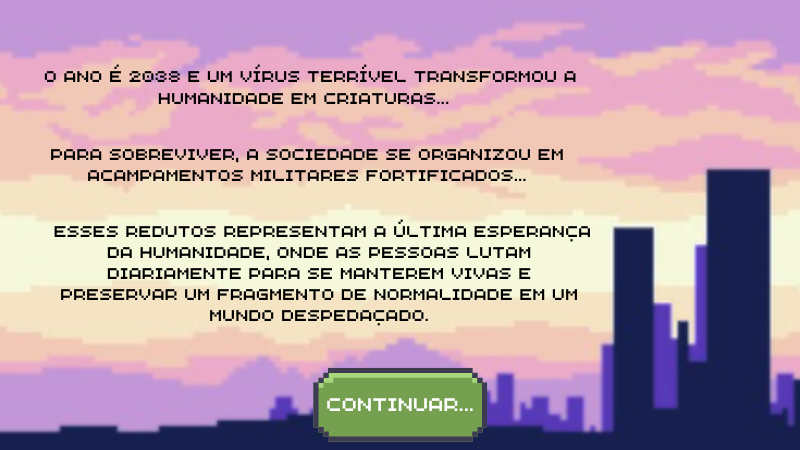 O ANO É 2038 E UM VÍRUS TERRÍVEL TRANSFORMOU A
HUMANIDADE EM CRIATURAS...
PARA SOBREVIVER, A SOCIEDADE SE ORGANIZOU EM
ACAMPAMENTOS MILITARES FORTIFICADOS...
ESSES REDUTOS REPRESENTAM A ÚLTIMA ESPERANÇA
DA HUMANIDADE, ONDE AS PESSOAS LUTAM
DIARIAMENTE PARA SE MANTEREM VIVAS E
PRESERVAR UM FRAGMENTO DE NORMALIDADE EM UM
MUNDO DESPEDAÇADO.
CONTINUAR...